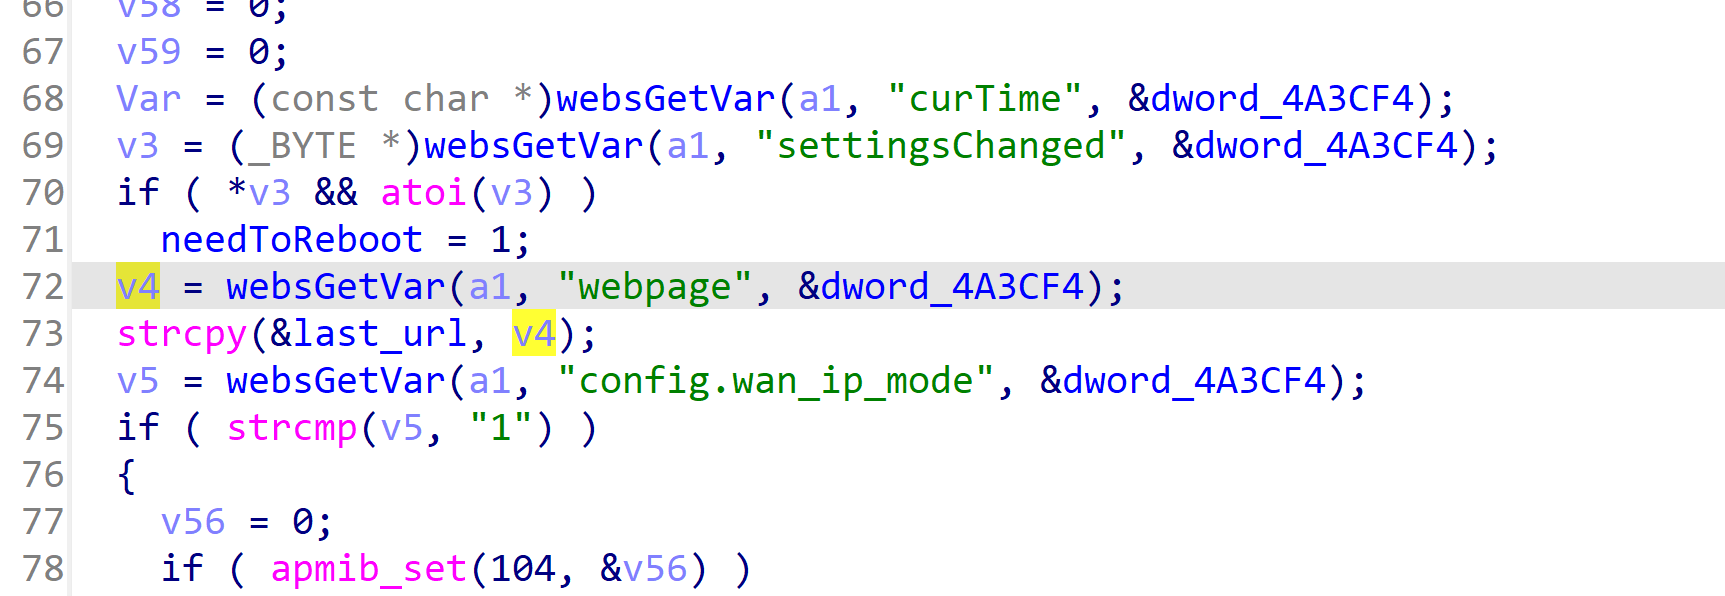 66   v58 = 0;
67   v59 = 0;
68   Var = (const char *)websGetVar(a1, "curTime", &dword_4A3CF4);
69   v3 = (_BYTE *)websGetVar(a1, "settingsChanged", &dword_4A3CF4);
70   if ( *v3 && atoi(v3) )
71     needToReboot = 1;
72   v4 = websGetVar(a1, "webpage", &dword_4A3CF4);
73   strcpy(&last_url, v4);
74   v5 = websGetVar(a1, "config.wan_ip_mode", &dword_4A3CF4);
75   if ( strcmp(v5, "1") )
76   {
77     v56 = 0;
78     if ( apmib_set(104, &v56) )